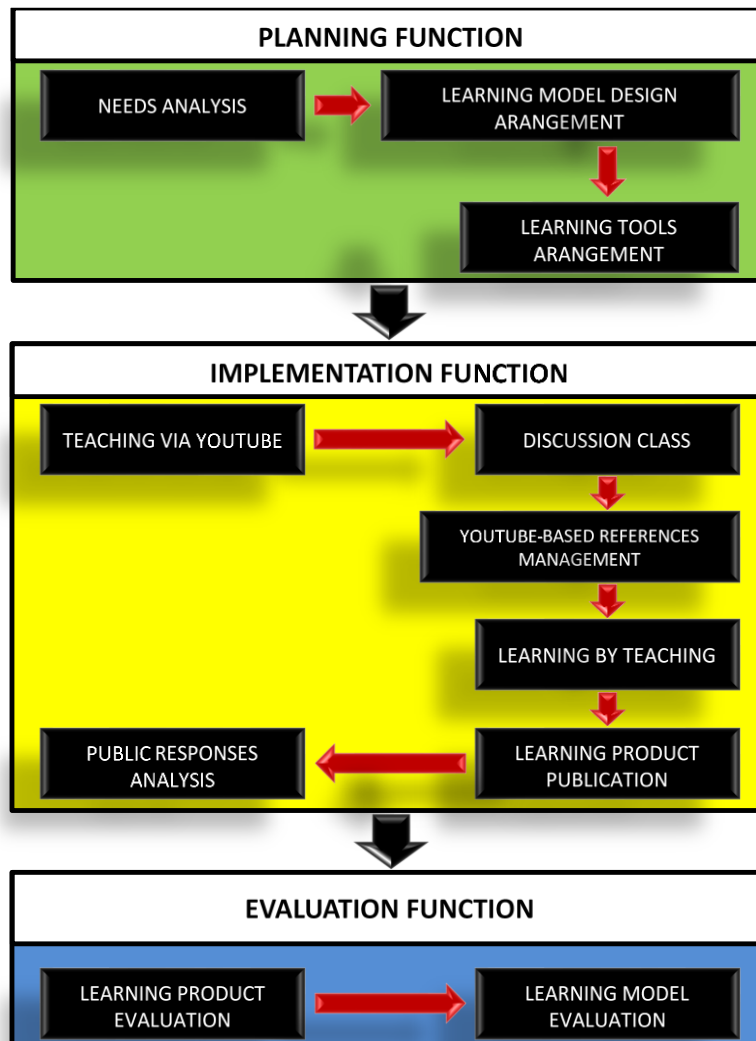 PLANNING FUNCTION
NEEDS ANALYSIS
LEARNING MODEL DESIGN
ARANGEMENT
LEARNING TOOLS
ARANGEMENT
IMPLEMENTATION FUNCTION
TEACHING VIA YOUTUBE
DISCUSSION CLASS
YOUTUBE-BASED REFERENCES
MANAGEMENT
LEARNING BY TEACHING
LEARNING PRODUCT
PUBLICATION
PUBLIC RESPONSES
ANALYSIS
EVALUATION FUNCTION
LEARNING PRODUCT
EVALUATION
LEARNING MODEL
EVALUATION